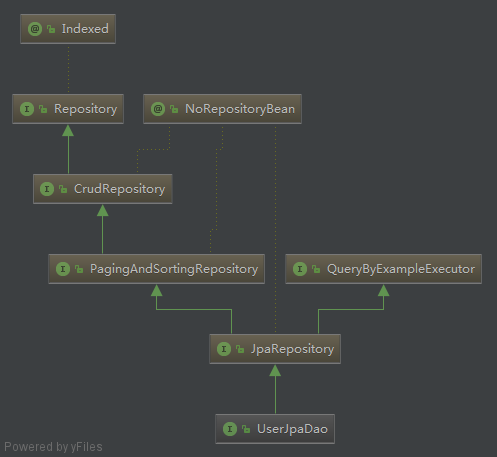 @ Indexed
I Repository
@ NoRepositoryBean
I CrudRepository
I PagingAndSortingRepository
I QueryByExampleExecutor
I JpaRepository
I UserJpaDao
Powered by yFiles